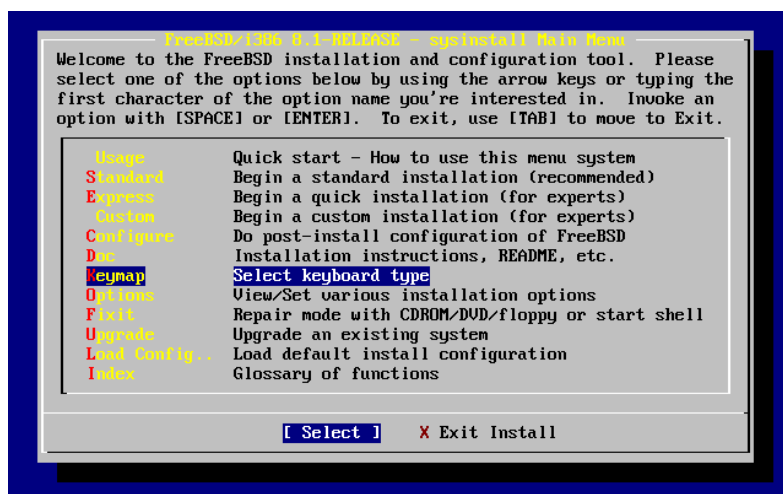 FreeBSD/i386 8.1-RELEASE - sysinstall Main Menu
Welcome to the FreeBSD installation and configuration tool.  Please
select one of the options below by using the arrow keys or typing the
first character of the option name you're interested in.  Invoke an
option with [SPACE] or [ENTER].  To exit, use [TAB] to move to Exit.
Usage Quick start - How to use this menu system
Standard Begin a standard installation (recommended)
Express Begin a quick installation (for experts)
Custom Begin a custom installation (for experts)
Configure Do post-install configuration of FreeBSD
Doc Installation instructions, README, etc.
Keymap Select keyboard type
Options View/Set various installation options
Fixit Repair mode with CDROM/DVD/floppy or start shell
Upgrade Upgrade an existing system
Load Config.. Load default install configuration
Index Glossary of functions
[ Select ] X Exit Install